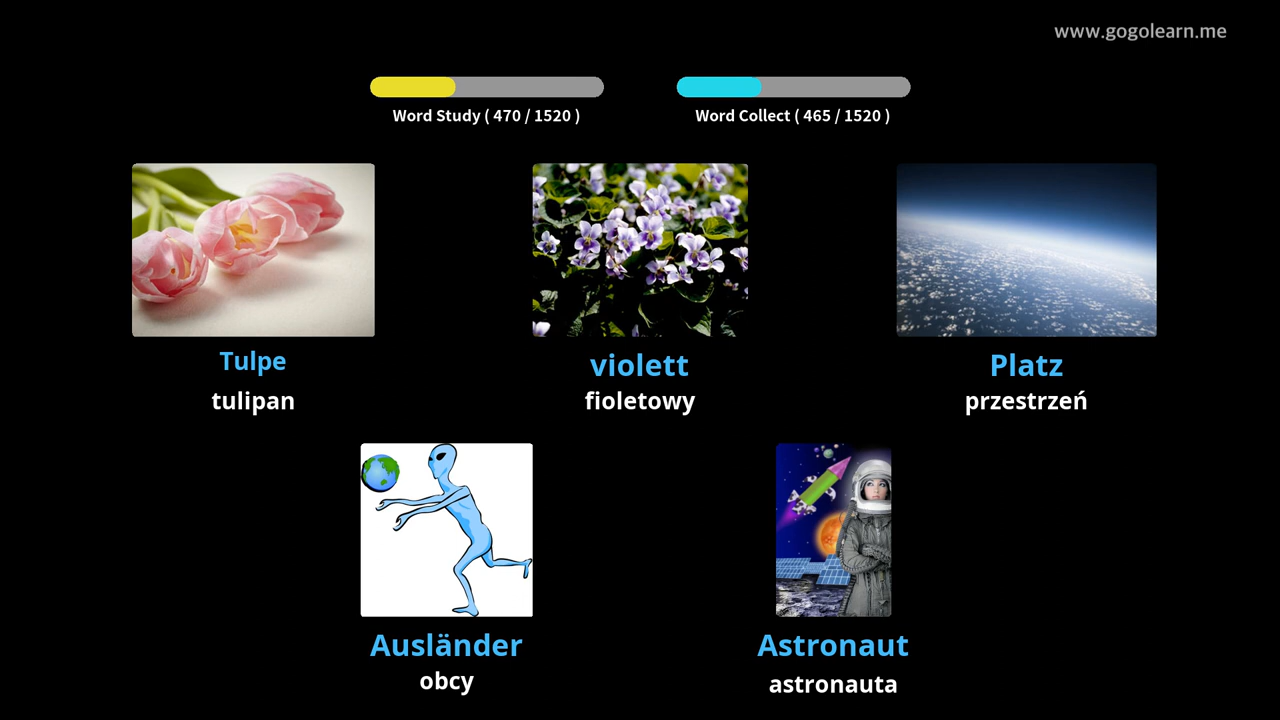 www.gogolearn.me
Word Study ( 470 / 1520 )
Word Collect ( 465 / 1520 )
Tulpe
tulipan
violett
fioletowy
Platz
przestrzeń
Ausländer
obcy
Astronaut
astronauta